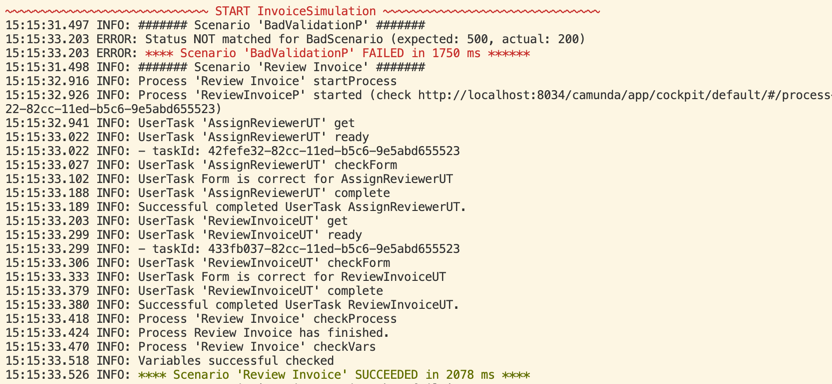 ~~~~~~~~~~~~~~~~~~~~~~~~~~~~~ START InvoiceSimulation ~~~~~~~~~~~~~~~~~~~~~~~~~~~~~~~
15:15:31.497 INFO: ####### Scenario 'BadValidationP' #######
15:15:33.203 ERROR: Status NOT matched for BadScenario (expected: 500, actual: 200)
15:15:33.203 ERROR: **** Scenario 'BadValidationP' FAILED in 1750 ms ******
15:15:31.498 INFO: ####### Scenario 'Review Invoice' #######
15:15:32.916 INFO: Process 'Review Invoice' startProcess
15:15:32.926 INFO: Process 'ReviewInvoiceP' started (check http://localhost:8034/camunda/app/cockpit/default/#/process-
22-82cc-11ed-b5c6-9e5abd655523)
15:15:32.941 INFO: UserTask 'AssignReviewerUT' get
15:15:33.022 INFO: UserTask 'AssignReviewerUT' ready
15:15:33.022 INFO: - taskId: 42fefe32-82cc-11ed-b5c6-9e5abd655523
15:15:33.027 INFO: UserTask 'AssignReviewerUT' checkForm
15:15:33.102 INFO: UserTask Form is correct for AssignReviewerUT
15:15:33.188 INFO: UserTask 'AssignReviewerUT' complete
15:15:33.189 INFO: Successful completed UserTask AssignReviewerUT.
15:15:33.203 INFO: UserTask 'ReviewInvoiceUT' get
15:15:33.299 INFO: UserTask 'ReviewInvoiceUT' ready
15:15:33.299 INFO: - taskId: 433fb037-82cc-11ed-b5c6-9e5abd655523
15:15:33.306 INFO: UserTask 'ReviewInvoiceUT' checkForm
15:15:33.333 INFO: UserTask Form is correct for ReviewInvoiceUT
15:15:33.379 INFO: UserTask 'ReviewInvoiceUT' complete
15:15:33.380 INFO: Successful completed UserTask ReviewInvoiceUT.
15:15:33.418 INFO: Process 'Review Invoice' checkProcess
15:15:33.424 INFO: Process Review Invoice has finished.
15:15:33.470 INFO: Process 'Review Invoice' checkVars
15:15:33.518 INFO: Variables successful checked
15:15:33.526 INFO: **** Scenario 'Review Invoice' SUCCEEDED in 2078 ms ****